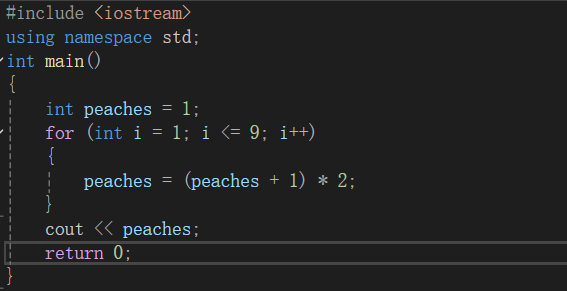 #include <iostream>
using namespace std;
int main()
{
    int peaches = 1;
    for (int i = 1; i <= 9; i++)
    {
        peaches = (peaches + 1) * 2;
    }
    cout << peaches;
    return 0;
}